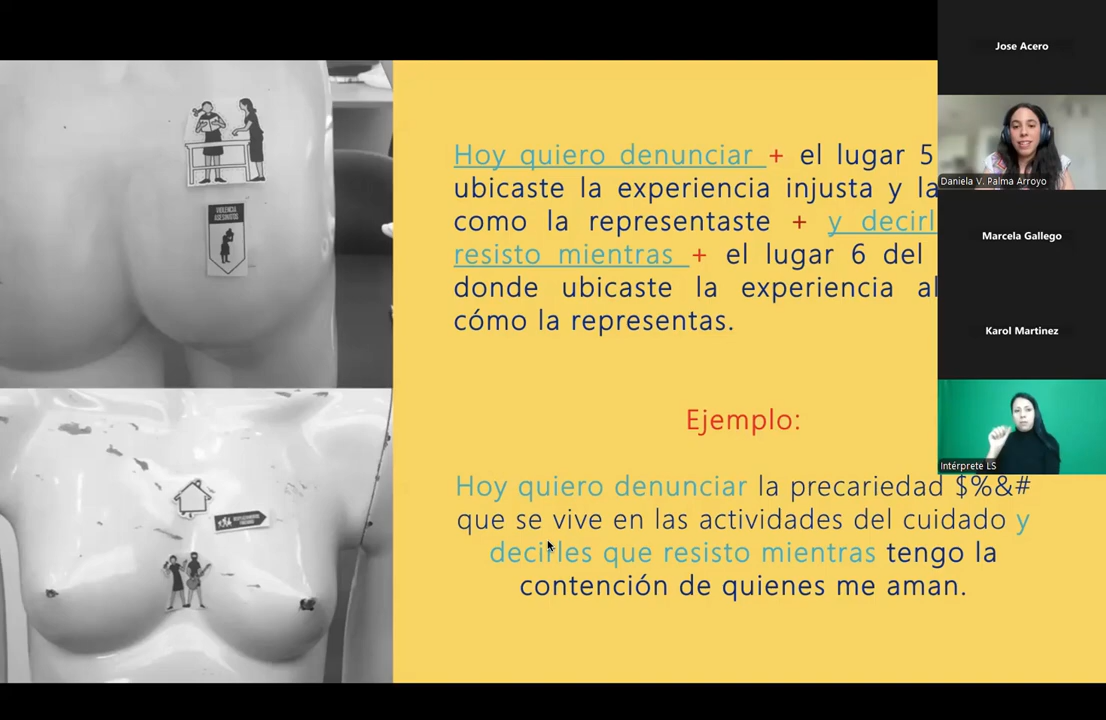 Hoy quiero denunciar + el lugar 5
ubicaste la experiencia injusta y la
como la representaste + y decirl
resisto mientras + el lugar 6 del
donde ubicaste la experiencia al
cómo la representas.
Ejemplo:
Hoy quiero denunciar la precariedad $%&#
que se vive en las actividades del cuidado y
decirles que resisto mientras tengo la
contención de quienes me aman.
Jose Acero
Daniela V. Palma Arroyo
Marcela Gallego
Karol Martinez
Intérprete LS
VIOLENCIA
ASESINATOS